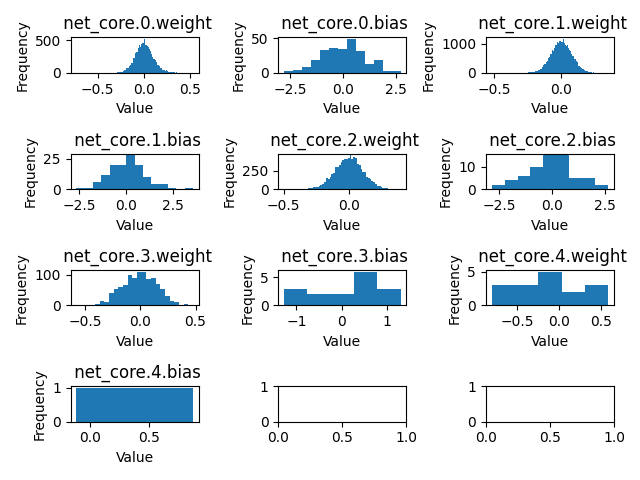 net_core.0.weight
Frequency
500
0
−0.5 0.0 0.5
Value
net_core.0.bias
Frequency
50
0
−2.5 0.0 2.5
Value
net_core.1.weight
Frequency
1000
0
−0.5 0.0
Value
net_core.1.bias
Frequency
25
0
−2.5 0.0 2.5
Value
net_core.2.weight
Frequency
250
0
−0.5 0.0
Value
net_core.2.bias
Frequency
10
0
−2.5 0.0 2.5
Value
net_core.3.weight
Frequency
100
0
−0.5 0.0 0.5
Value
net_core.3.bias
Frequency
5
0
−1 0 1
Value
net_core.4.weight
Frequency
5
0
−0.5 0.0 0.5
Value
net_core.4.bias
Frequency
1
0
0.0 0.5
Value
1
0
0.0 0.5 1.0
1
0
0.0 0.5 1.0